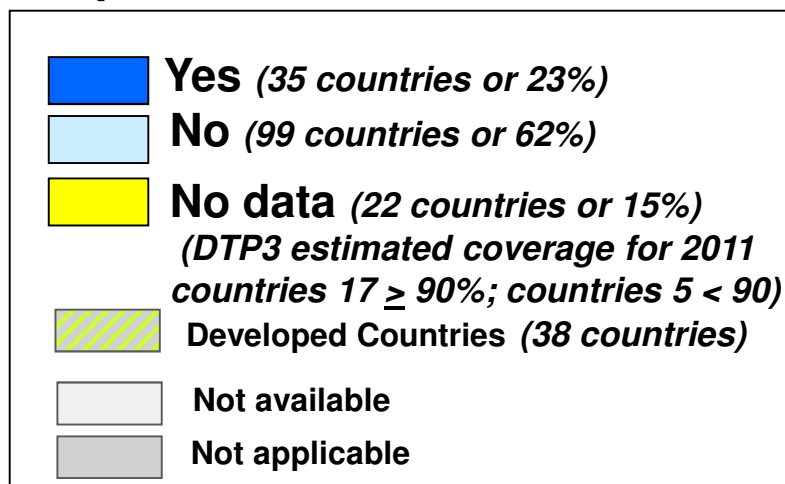 Yes (35 countries or 23%)
No (99 countries or 62%)
No data (22 countries or 15%)
(DTP3 estimated coverage for 2011
countries 17 ≥ 90%; countries 5 < 90)
Developed Countries (38 countries)
Not available
Not applicable